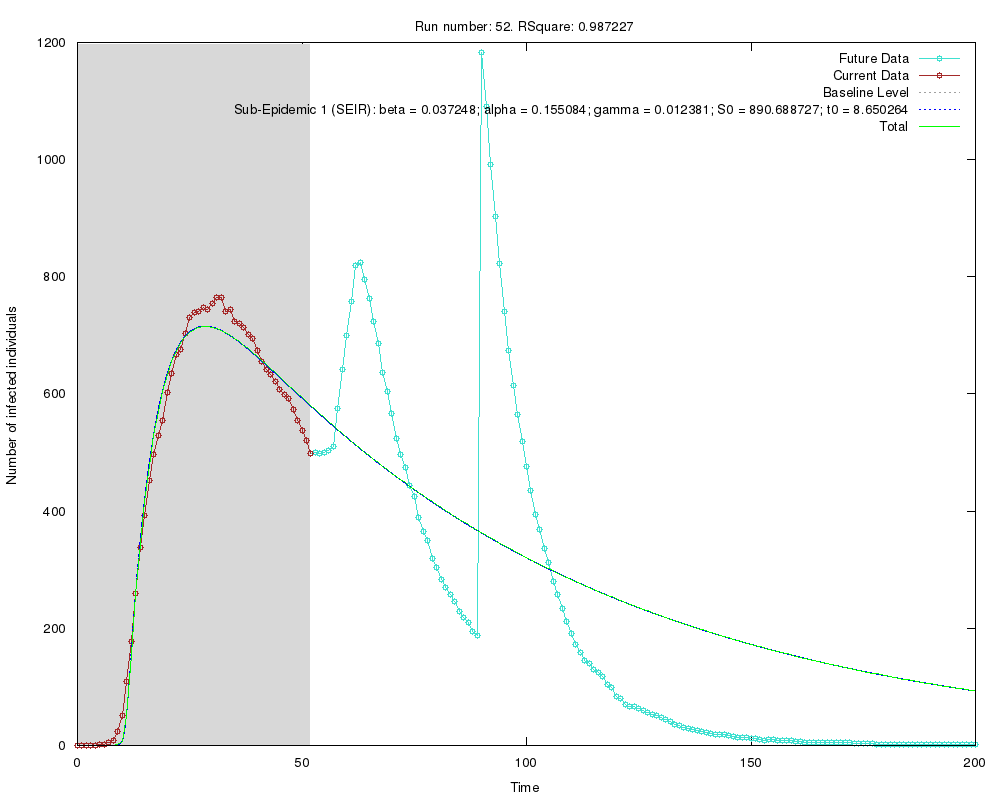 Run number: 52. RSquare: 0.987227
Future Data
Current Data
Baseline Level
Sub-Epidemic 1 (SEIR): beta = 0.037248; alpha = 0.155084; gamma = 0.012381; S0 = 890.688727; t0 = 8.650264
Total
Number of infected individuals
1200
1000
800
600
400
200
0
0 50 100 150 200
Time